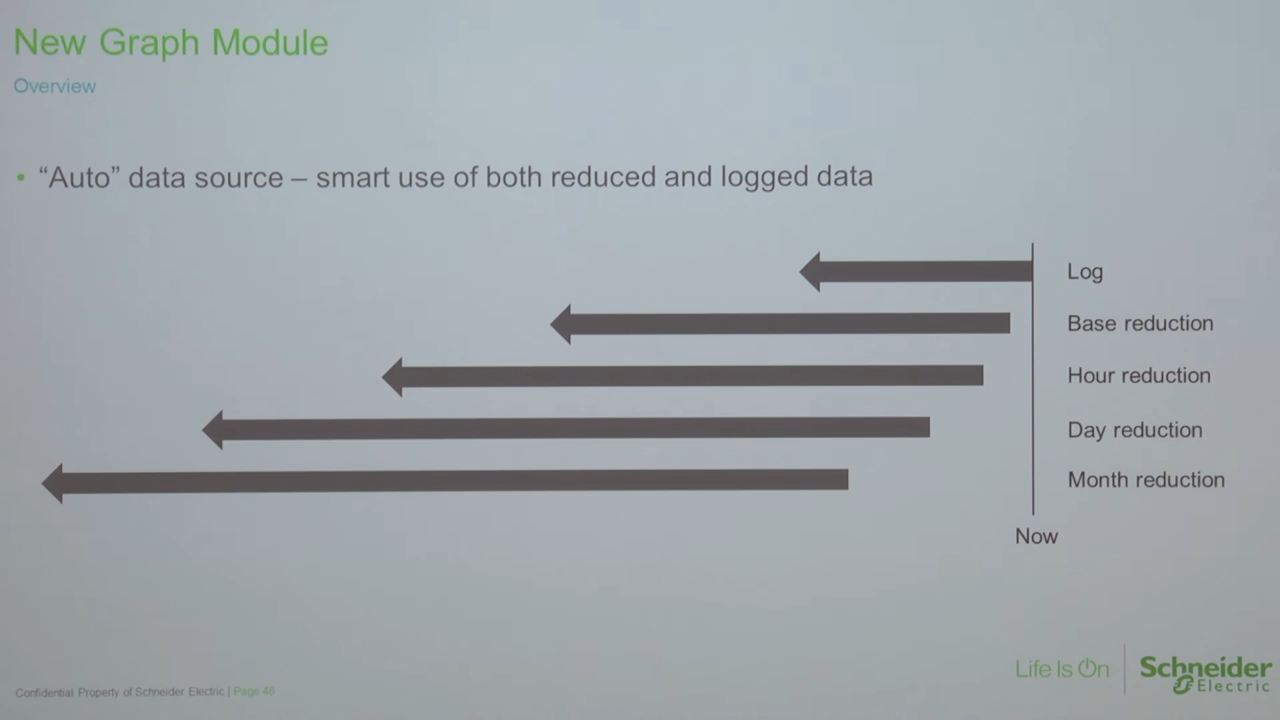 New Graph Module
Overview
• “Auto” data source – smart use of both reduced and logged data
Log
Base reduction
Hour reduction
Day reduction
Month reduction
Now
Confidential Property of Schneider Electric | Page 46
Life Is On
Schneider
Electric